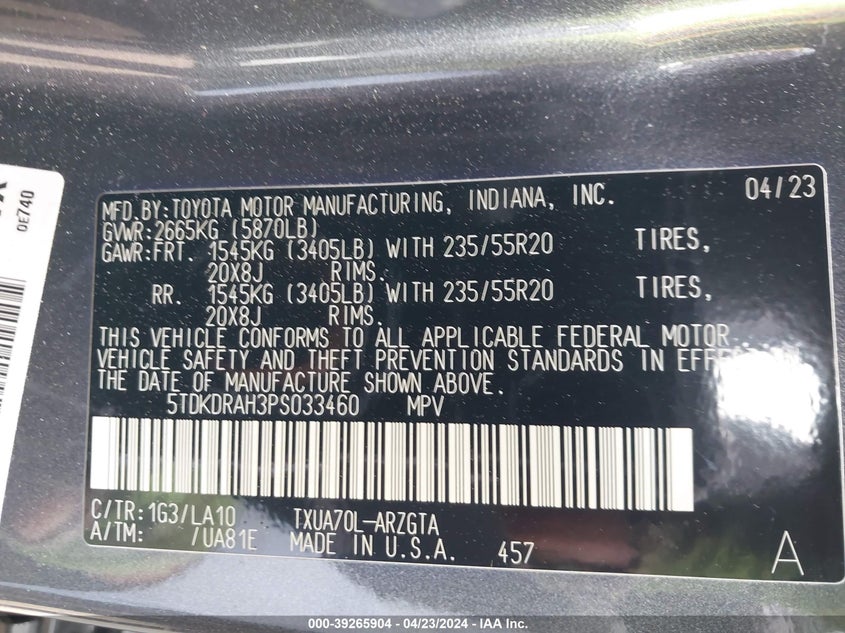 0E740
MFD.BY:TOYOTA MOTOR MANUFACTURING, INDIANA, INC. 04/23
GVWR:2665KG (5870LB)
GAWR:FRT. 1545KG (3405LB) WITH 235/55R20 TIRES,
20X8J RIMS.
RR. 1545KG (3405LB) WITH 235/55R20 TIRES,
20X8J RIMS.
THIS VEHICLE CONFORMS TO ALL APPLICABLE FEDERAL MOTOR
VEHICLE SAFETY AND THEFT PREVENTION STANDARDS IN EFFECT
THE DATE OF MANUFACTURE SHOWN ABOVE.
5TDKDRAH3PS033460 MPV
C/TR:1G3/LA10 TXUA70L-ARZGTA
A/TM: /UA81E MADE IN U.S.A. 457 A
000-39265904 - 04/23/2024 - IAA Inc.